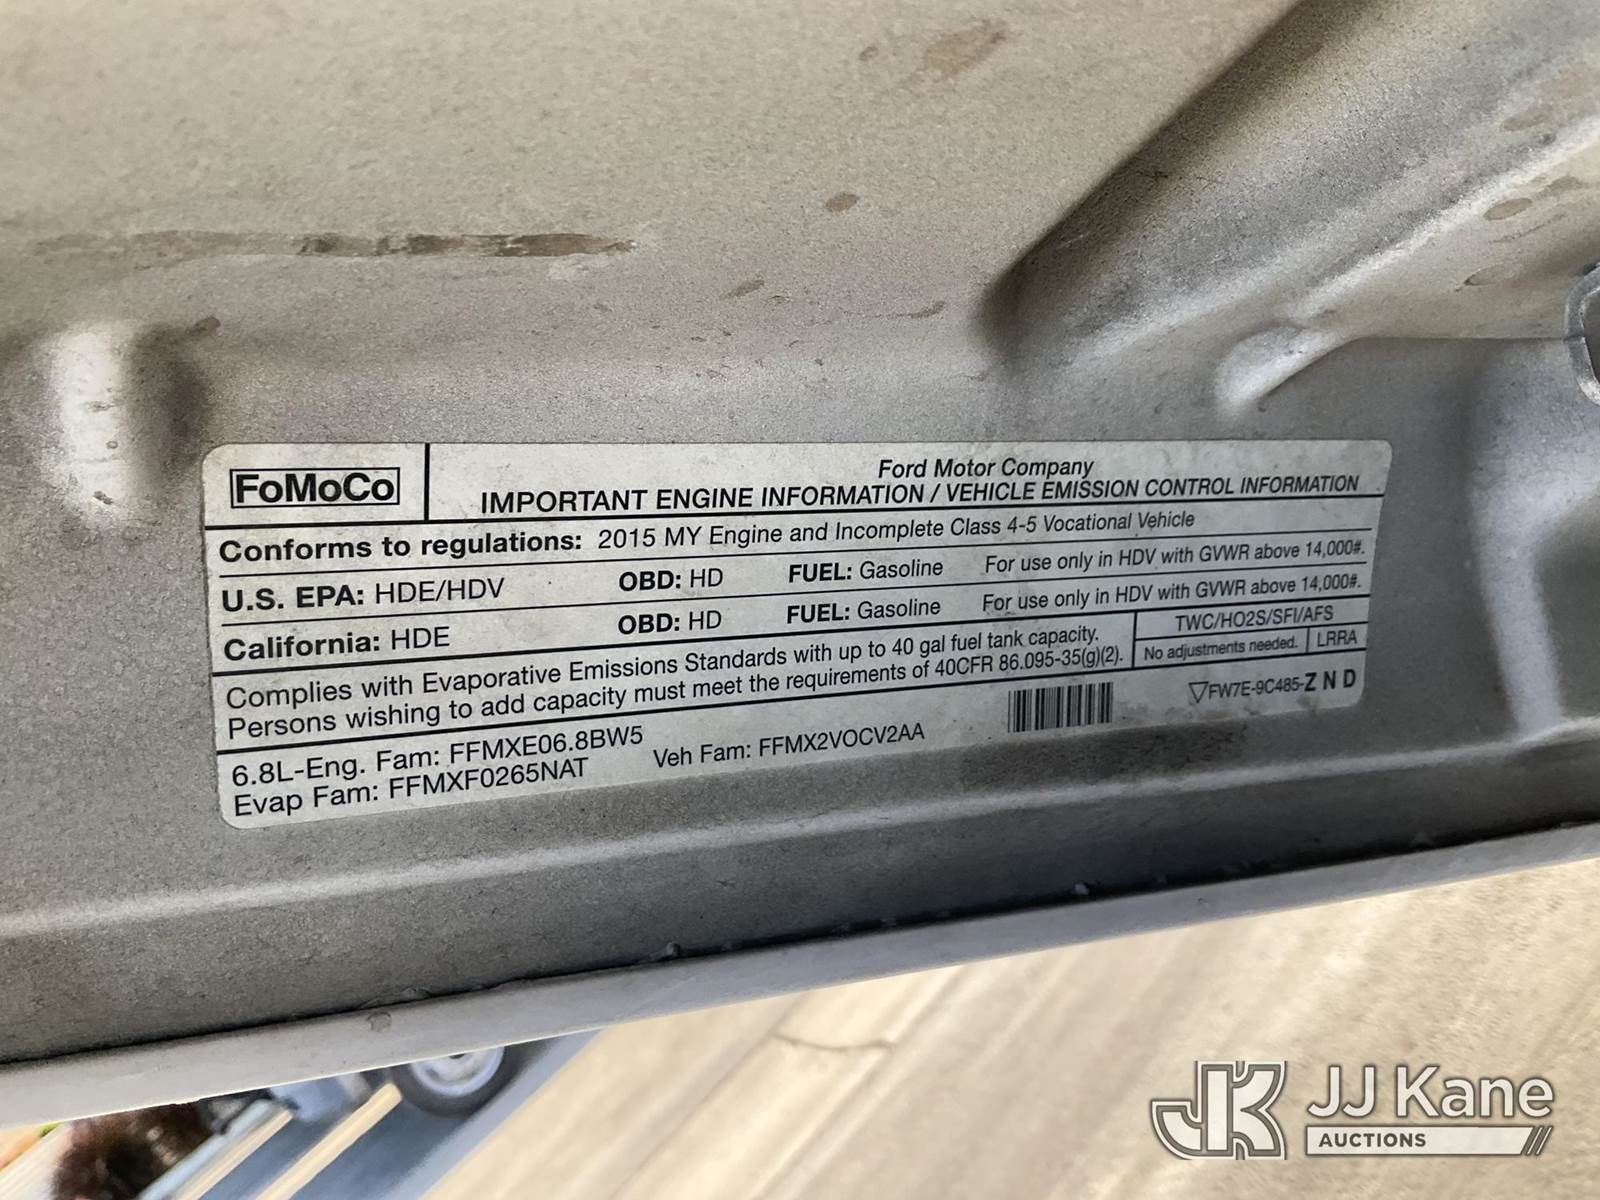 FoMoCo
Ford Motor Company
IMPORTANT ENGINE INFORMATION / VEHICLE EMISSION CONTROL INFORMATION
Conforms to regulations: 2015 MY Engine and Incomplete Class 4-5 Vocational Vehicle
U.S. EPA: HDE/HDV OBD: HD FUEL: Gasoline For use only in HDV with GVWR above 14,000#.
California: HDE OBD: HD FUEL: Gasoline For use only in HDV with GVWR above 14,000#.
Complies with Evaporative Emissions Standards with up to 40 gal fuel tank capacity.
Persons wishing to add capacity must meet the requirements of 40CFR 86.095-35(g)(2).
TWC/HO2S/SFI/AFS
No adjustments needed. LRRA
6.8L-Eng. Fam: FFMXE06.8BW5
Evap Fam: FFMXF0265NAT
Veh Fam: FFMX2VOCV2AA
▽FW7E-9C485-Z N D
JK JJ Kane
AUCTIONS